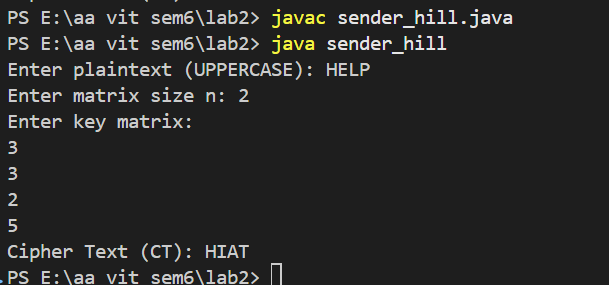 PS E:\aa vit sem6\lab2> javac sender_hill.java
PS E:\aa vit sem6\lab2> java sender_hill
Enter plaintext (UPPERCASE): HELP
Enter matrix size n: 2
Enter key matrix:
3
3
2
5
Cipher Text (CT): HIAT
PS E:\aa vit sem6\lab2>